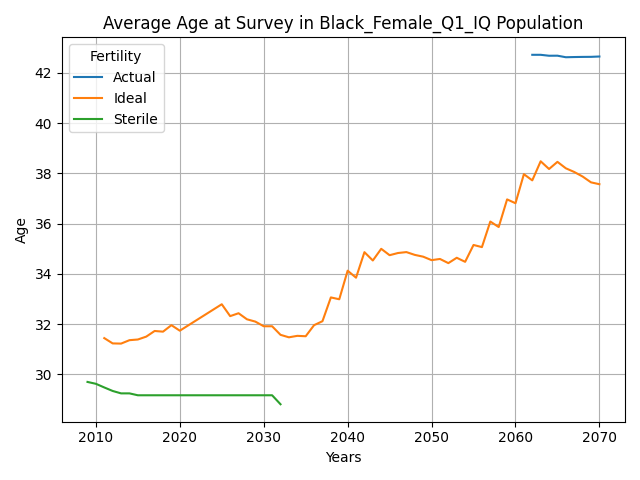 Average Age at Survey in Black_Female_Q1_IQ Population
Fertility
Actual
Ideal
Sterile
Age
42
40
38
36
34
32
30
2010
2020
2030
2040
2050
2060
2070
Years